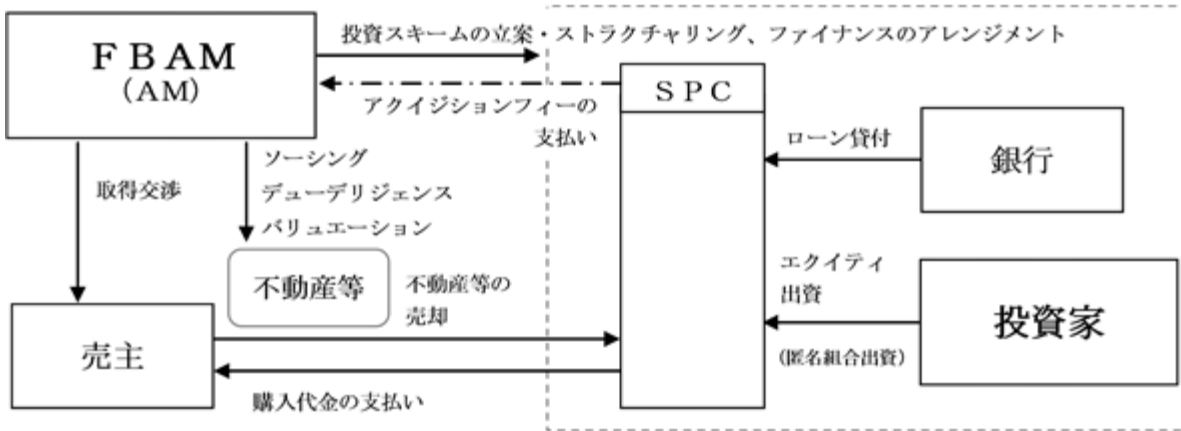 FBAM
(AM)
投資スキームの立案・ストラクチャリング、ファイナンスのアレンジメント
アクイジションフィーの
支払い
SPC
ローン貸付
銀行
取得交渉
ソーシング
デューデリジェンス
バリュエーション
不動産等
不動産等の
売却
エクイティ
出資
(匿名組合出資)
投資家
売主
購入代金の支払い